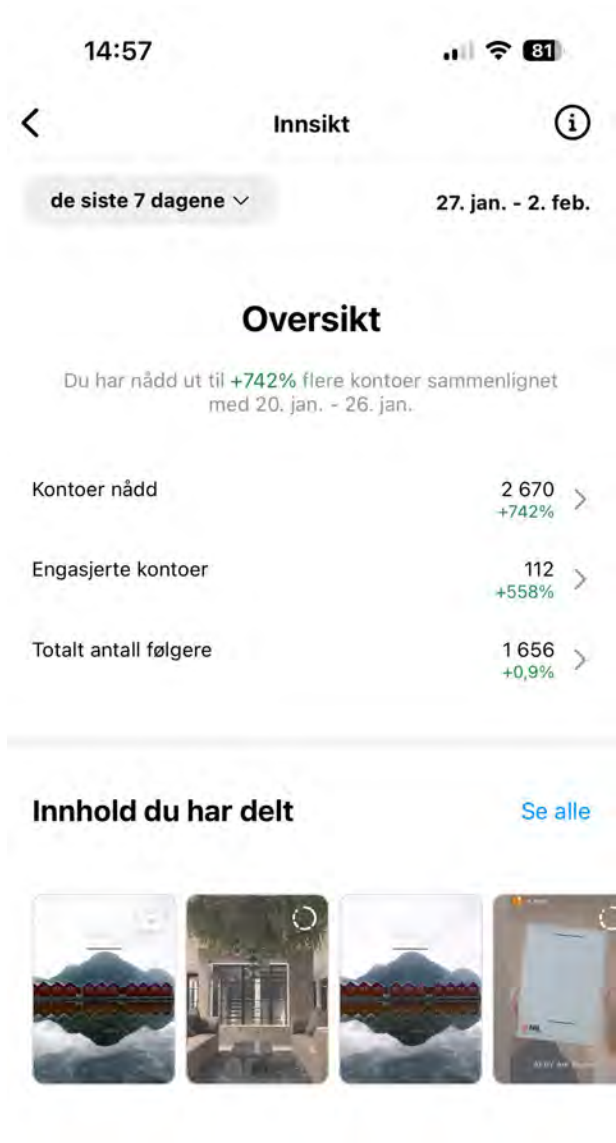 14:57
81
Innsikt
de siste 7 dagene
27. jan. - 2. feb.
Oversikt
Du har nådd ut til +742% flere kontoer sammenlignet
med 20. jan. - 26. jan.
Kontoer nådd
2 670
+742%
Engasjerte kontoer
112
+558%
Totalt antall følgere
1 656
+0,9%
Innhold du har delt
Se alle